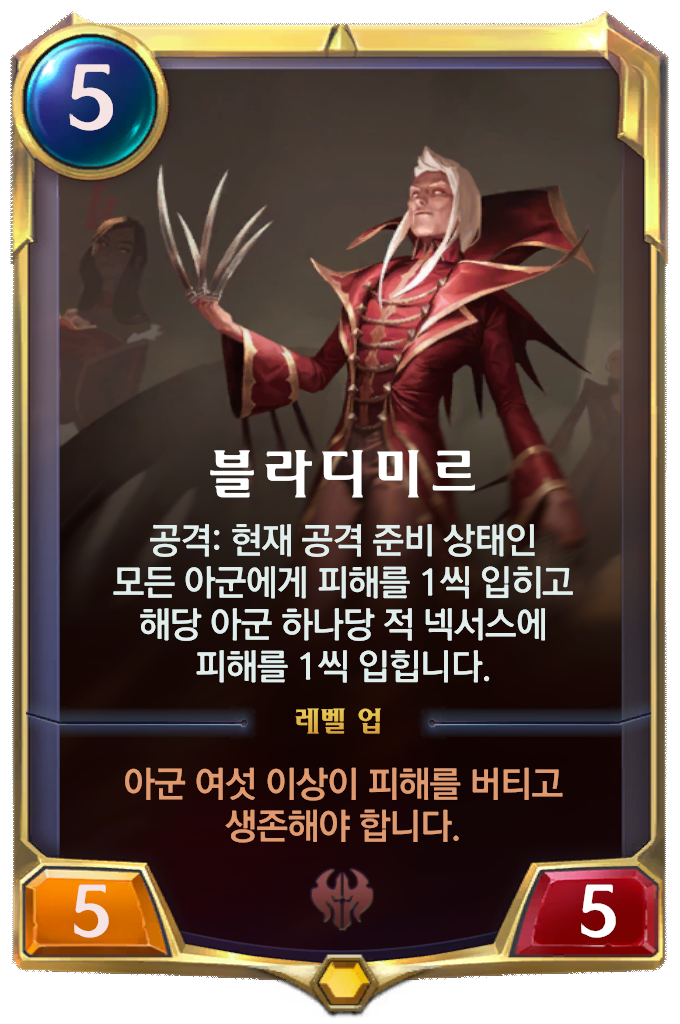 5
블라디미르
공격: 현재 공격 준비 상태인
모든 아군에게 피해를 1씩 입히고
해당 아군 하나당 적 넥서스에
피해를 1씩 입힙니다.
레벨 업
아군 여섯 이상이 피해를 버티고
생존해야 합니다.
5
5